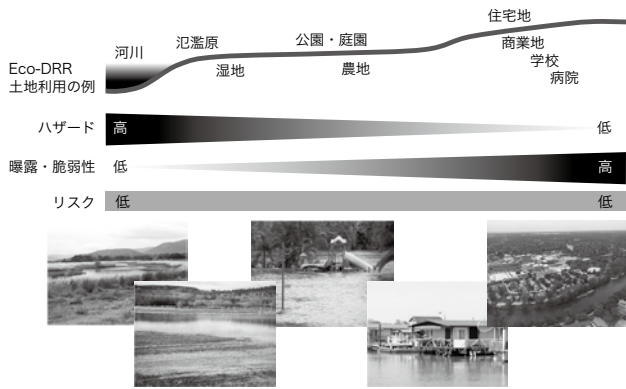 住宅地
氾濫原
公園・庭園
河川
商業地
湿地
農地
学校
病院
Eco-DRR
土地利用の例
ハザード
高
低
曝露・脆弱性
低
高
リスク
低
低